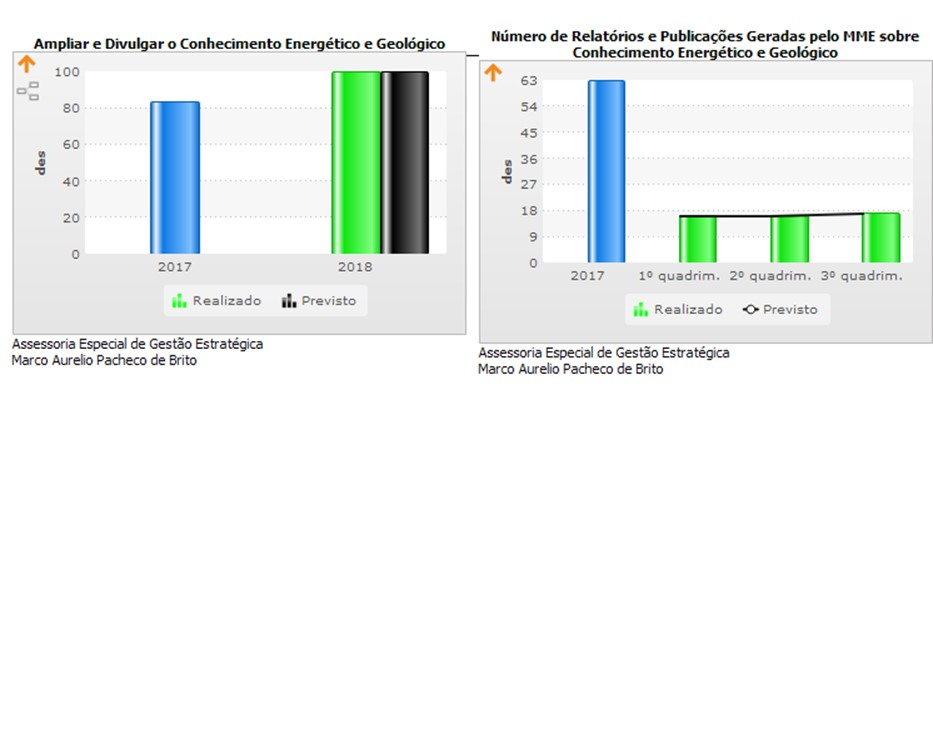 Ampliar e Divulgar o Conhecimento Energético e Geológico
100
80
60
40
20
0
des
2017
2018
Realizado
Previsto
Assessoria Especial de Gestão Estratégica
Marco Aurelio Pacheco de Brito
Número de Relatórios e Publicações Geradas pelo MME sobre
Conhecimento Energético e Geológico
63
54
45
36
27
18
9
0
des
2017
1º quadrim.
2º quadrim.
3º quadrim.
Realizado
Previsto
Assessoria Especial de Gestão Estratégica
Marco Aurelio Pacheco de Brito